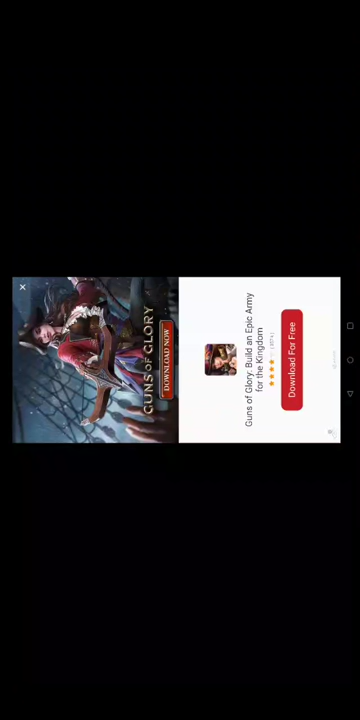 GUNS OF GLORY
DOWNLOAD NOW
Guns of Glory: Build an Epic Army
for the Kingdom
Download For Free